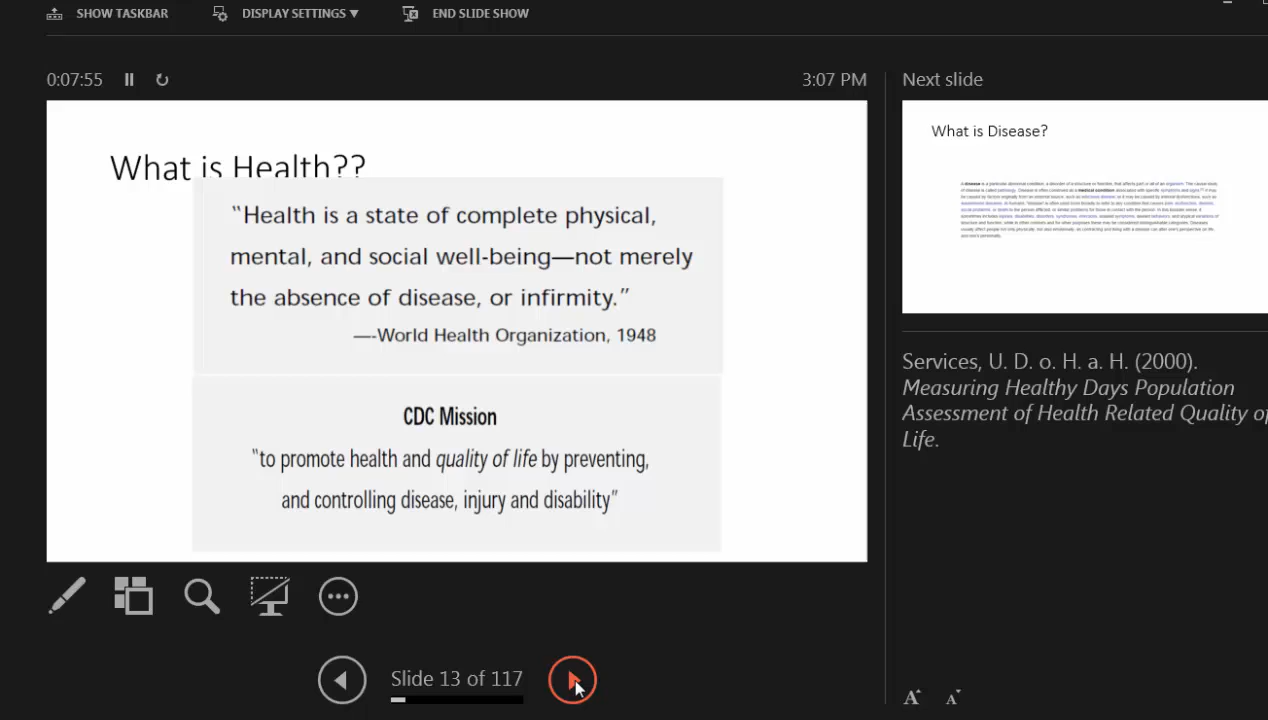 SHOW TASKBAR
DISPLAY SETTINGS
END SLIDE SHOW
0:07:55
3:07 PM
What is Health??
"Health is a state of complete physical,
mental, and social well-being—not merely
the absence of disease, or infirmity."
—-World Health Organization, 1948
CDC Mission
"to promote health and quality of life by preventing,
and controlling disease, injury and disability"
Slide 13 of 117
Next slide
What is Disease?
Services, U. D. o. H. a. H. (2000).
Measuring Healthy Days Population
Assessment of Health Related Quality of
Life.
A A